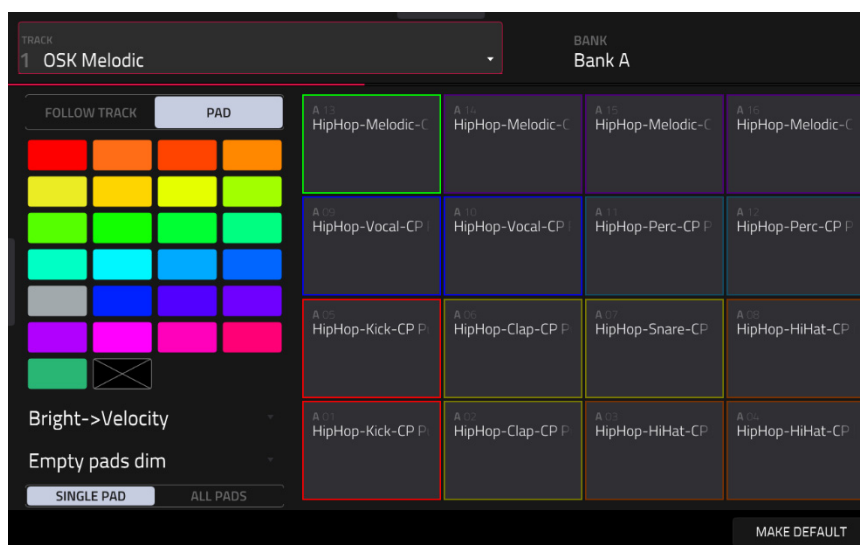 TRACK
1 OSK Melodic
BANK
Bank A
FOLLOW TRACK
PAD
A 13
HipHop-Melodic-C
A 14
HipHop-Melodic-C
A 15
HipHop-Melodic-C
A 16
HipHop-Melodic-C
A 09
HipHop-Vocal-CP
A 10
HipHop-Vocal-CP
A 11
HipHop-Perc-CP P
A 12
HipHop-Perc-CP P
A 05
HipHop-Kick-CP P
A 06
HipHop-Clap-CP P
A 07
HipHop-Snare-CP
A 08
HipHop-HiHat-CP
A 01
HipHop-Kick-CP P
A 02
HipHop-Clap-CP P
A 03
HipHop-HiHat-CP
A 04
HipHop-HiHat-CP
Bright->Velocity
Empty pads dim
SINGLE PAD
ALL PADS
MAKE DEFAULT